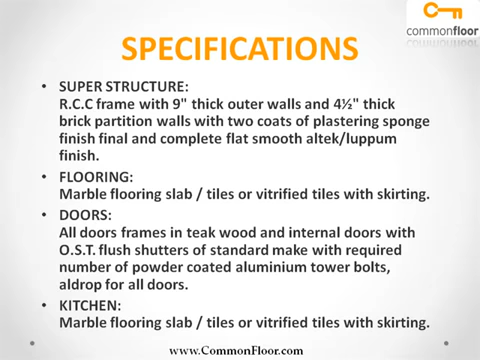 commonfloor
SPECIFICATIONS
• SUPER STRUCTURE:
R.C.C frame with 9" thick outer walls and 4½" thick
brick partition walls with two coats of plastering sponge
finish final and complete flat smooth altek/luppum
finish.
• FLOORING:
Marble flooring slab / tiles or vitrified tiles with skirting.
• DOORS:
All doors frames in teak wood and internal doors with
O.S.T. flush shutters of standard make with required
number of powder coated aluminium tower bolts,
aldrop for all doors.
• KITCHEN:
Marble flooring slab / tiles or vitrified tiles with skirting.
www.CommonFloor.com